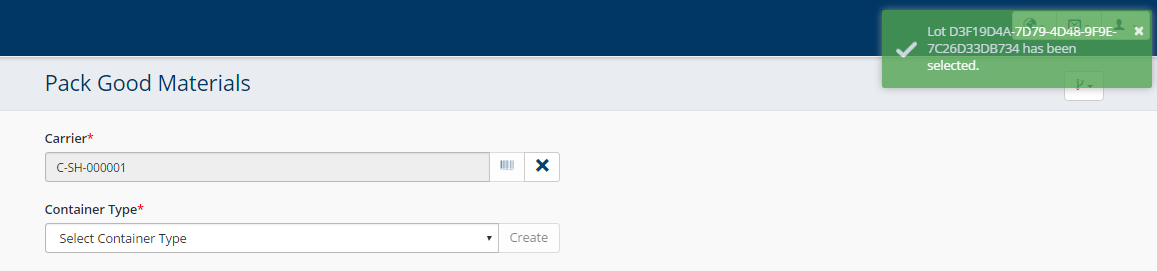 Lot D3F19D4A-7D79-4D48-9F9E-
7C26D33DB734 has been
selected.
Pack Good Materials
Carrier*
C-SH-000001
Container Type*
Select Container Type
Create